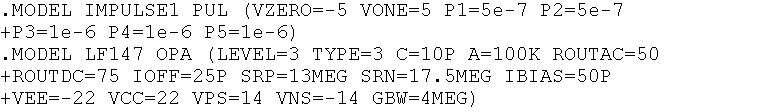 .MODEL IMPULSE1 PUL (VZERO=-5 VONE=5 P1=5e-7 P2=5e-7
+P3=1e-6 P4=1e-6 P5=1e-6)
.MODEL LF147 OPA (LEVEL=3 TYPE=3 C=10P A=100K ROUTAC=50
+ROUTDC=75 IOFF=25P SRP=13MEG SRN=17.5MEG IBIAS=50P
+VEE=-22 VCC=22 VPS=14 VNS=-14 GBW=4MEG)